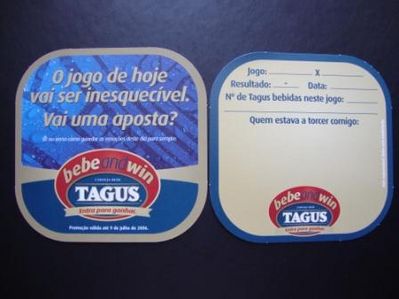 O jogo de hoje
vai ser inesquecível.
Vai uma aposta?
bebe and win
CERVEJA
TAGUS
Entra para ganhar.
Promoção válida até 9 de Julho de 2006.
Jogo: X
Resultado: - Data:
Nº de Tagus bebidas neste jogo:
Quem estava a torcer comigo:
bebe and win
TAGUS
Entra para ganhar.